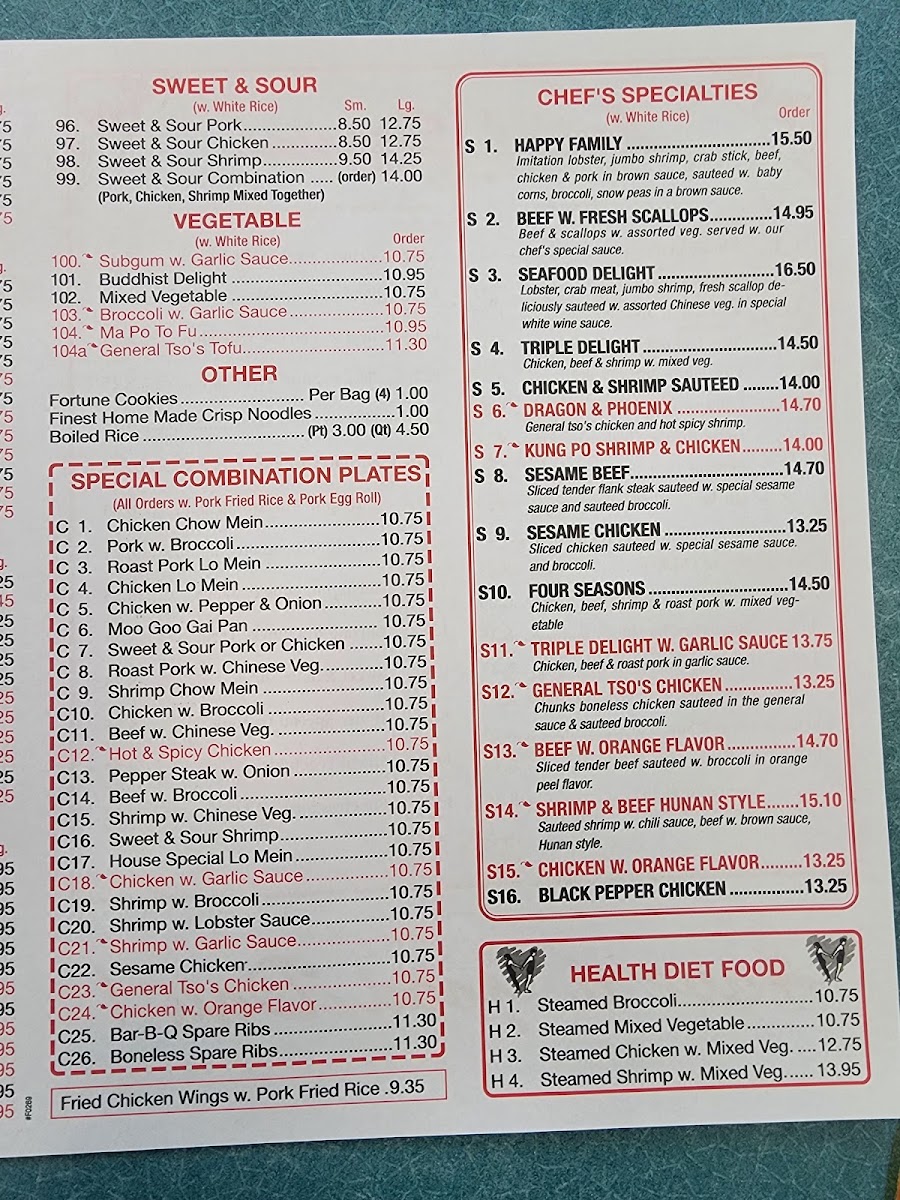 SWEET & SOUR
(w. White Rice) Sm. Lg.
96. Sweet & Sour Pork....................8.50 12.75
97. Sweet & Sour Chicken..............8.50 12.75
98. Sweet & Sour Shrimp................9.50 14.25
99. Sweet & Sour Combination ..... (order) 14.00
(Pork, Chicken, Shrimp Mixed Together)
VEGETABLE
(w. White Rice) Order
100. Subgum w. Garlic Sauce....................10.75
101. Buddhist Delight ................................10.95
102. Mixed Vegetable ................................10.75
103. Broccoli w. Garlic Sauce....................10.75
104. Ma Po To Fu.......................................10.95
104a General Tso's Tofu..............................11.30
OTHER
Fortune Cookies.......................... Per Bag (4) 1.00
Finest Home Made Crisp Noodles.................1.00
Boiled Rice .................................. (Pt) 3.00 (Qt) 4.50
SPECIAL COMBINATION PLATES
(All Orders w. Pork Fried Rice & Pork Egg Roll)
C 1. Chicken Chow Mein.........................10.75
C 2. Pork w. Broccoli................................10.75
C 3. Roast Pork Lo Mein .........................10.75
C 4. Chicken Lo Mein ..............................10.75
C 5. Chicken w. Pepper & Onion............10.75
C 6. Moo Goo Gai Pan ........................... 10.75
C 7. Sweet & Sour Pork or Chicken .......10.75
C 8. Roast Pork w. Chinese Veg.............10.75
C 9. Shrimp Chow Mein ..........................10.75
C10. Chicken w. Broccoli .........................10.75
C11. Beef w. Chinese Veg. ......................10.75
C12. Hot & Spicy Chicken ........................10.75
C13. Pepper Steak w. Onion ....................10.75
C14. Beef w. Broccoli................................10.75
C15. Shrimp w. Chinese Veg. ...................10.75
C16. Sweet & Sour Shrimp.......................10.75
C17. House Special Lo Mein....................10.75
C18. Chicken w. Garlic Sauce ..................10.75
C19. Shrimp w. Broccoli...........................10.75
C20. Shrimp w. Lobster Sauce.................10.75
C21. Shrimp w. Garlic Sauce....................10.75
C22. Sesame Chicken...............................10.75
C23. General Tso's Chicken .....................10.75
C24. Chicken w. Orange Flavor................10.75
C25. Bar-B-Q Spare Ribs .........................11.30
C26. Boneless Spare Ribs........................11.30
Fried Chicken Wings w. Pork Fried Rice .9.35
#F0269
CHEF'S SPECIALTIES
(w. White Rice) Order
S 1. HAPPY FAMILY ...............................15.50
Imitation lobster, jumbo shrimp, crab stick, beef,
chicken & pork in brown sauce, sauteed w. baby
corns, broccoli, snow peas in a brown sauce.
S 2. BEEF W. FRESH SCALLOPS.............14.95
Beef & scallops w. assorted veg. served w. our
chef's special sauce.
S 3. SEAFOOD DELIGHT ........................16.50
Lobster, crab meat, jumbo shrimp, fresh scallop de-
liciously sauteed w. assorted Chinese veg. in special
white wine sauce.
S 4. TRIPLE DELIGHT ............................14.50
Chicken, beef & shrimp w. mixed veg.
S 5. CHICKEN & SHRIMP SAUTEED ........14.00
S 6. DRAGON & PHOENIX .....................14.70
General tso's chicken and hot spicy shrimp.
S 7. KUNG PO SHRIMP & CHICKEN.........14.00
S 8. SESAME BEEF................................14.70
Sliced tender flank steak sauteed w. special sesame
sauce and sauteed broccoli.
S 9. SESAME CHICKEN .........................13.25
Sliced chicken sauteed w. special sesame sauce.
and broccoli.
S10. FOUR SEASONS.............................14.50
Chicken, beef, shrimp & roast pork w. mixed veg-
etable
S11. TRIPLE DELIGHT W. GARLIC SAUCE 13.75
Chicken, beef & roast pork in garlic sauce.
S12. GENERAL TSO'S CHICKEN..............13.25
Chunks boneless chicken sauteed in the general
sauce & sauteed broccoli.
S13. BEEF W. ORANGE FLAVOR..............14.70
Sliced tender beef sauteed w. broccoli in orange
peel flavor.
S14. SHRIMP & BEEF HUNAN STYLE.......15.10
Sauteed shrimp w. chili sauce, beef w. brown sauce,
Hunan style.
S15. CHICKEN W. ORANGE FLAVOR.........13.25
S16. BLACK PEPPER CHICKEN ................13.25
HEALTH DIET FOOD
H 1. Steamed Broccoli..........................10.75
H 2. Steamed Mixed Vegetable.............10.75
H 3. Steamed Chicken w. Mixed Veg. ....12.75
H 4. Steamed Shrimp w. Mixed Veg...... 13.95